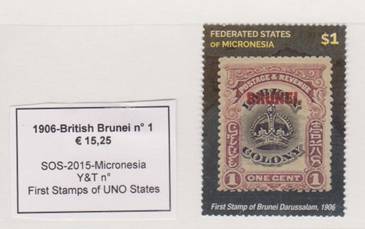 1906-British Brunei n° 1
€ 15,25
SOS-2015-Micronesia
Y&T n°
First Stamps of UNO States
FEDERATED STATES
OF MICRONESIA
$1
POSTAGE & REVENUE
BRUNEI
COLONY
1 ONE CENT 1
First Stamp of Brunei Darussalam, 1906